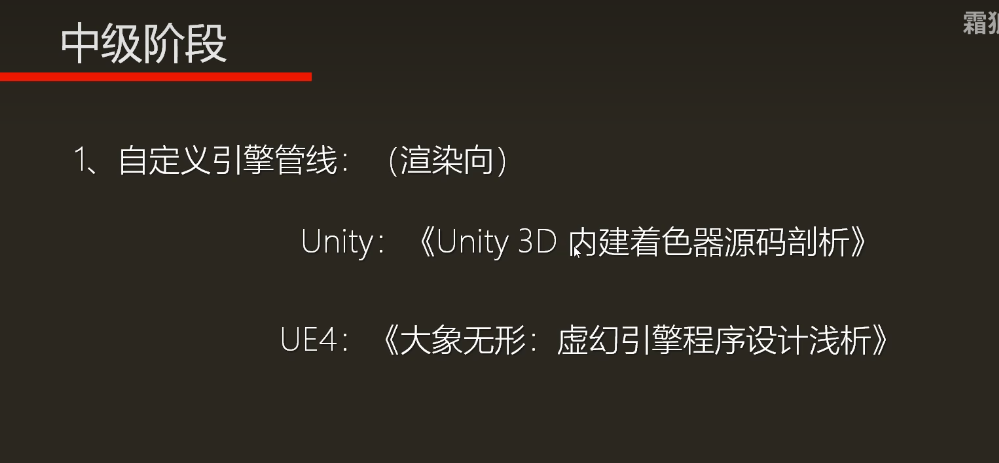 中级阶段
霜狼
1、自定义引擎管线：（渲染向）
Unity：《Unity 3D 内建着色器源码剖析》
UE4：《大象无形：虚幻引擎程序设计浅析》